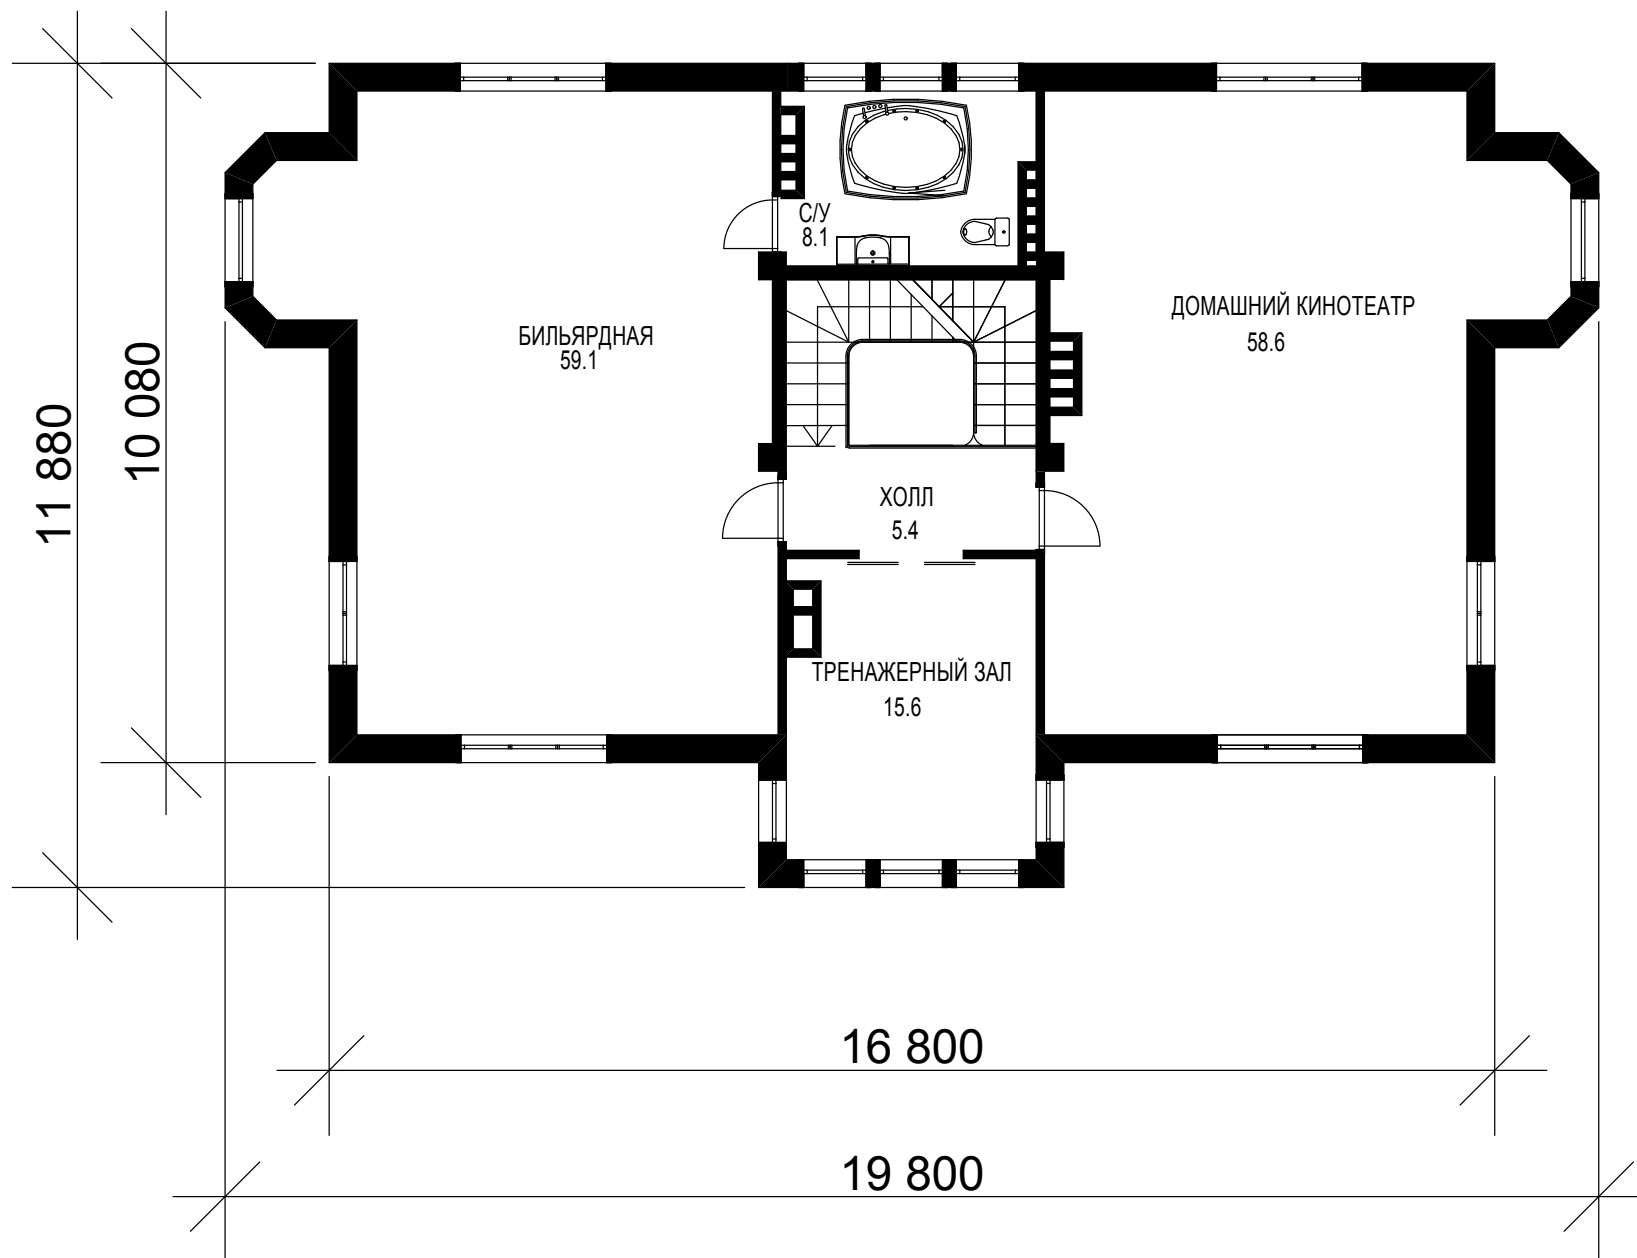 С/У
8.1
ДОМАШНИЙ КИНОТЕАТР
58.6
БИЛЬЯРДНАЯ
59.1
11 880
10 080
ХОЛЛ
5.4
ТРЕНАЖЕРНЫЙ ЗАЛ
15.6
16 800
19 800